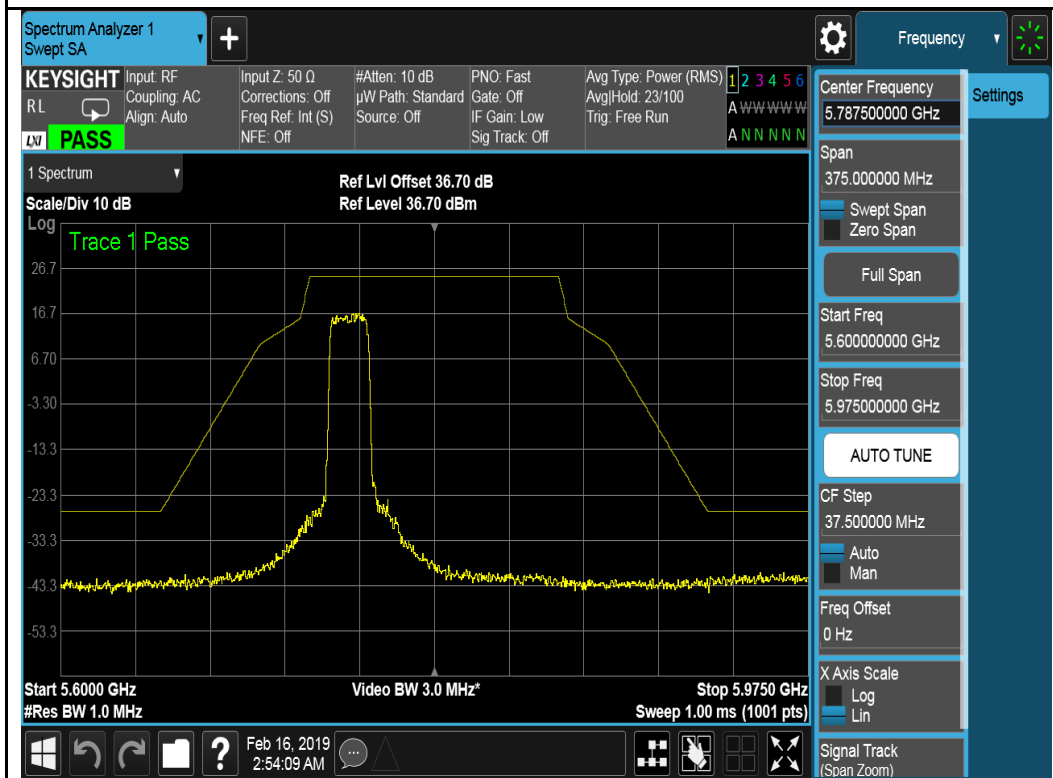 Spectrum Analyzer 1
Swept SA
+
Frequency
KEYSIGHT
RL
LXI PASS
Input: RF
Coupling: AC
Align: Auto
Input Z: 50 Ω
Corrections: Off
Freq Ref: Int (S)
NFE: Off
#Atten: 10 dB
µW Path: Standard
Source: Off
PNO: Fast
Gate: Off
IF Gain: Low
Sig Track: Off
Avg Type: Power (RMS)
Avg|Hold: 23/100
Trig: Free Run
1 2 3 4 5 6
A W W W W W
A N N N N N
1 Spectrum
Scale/Div 10 dB
Ref Lvl Offset 36.70 dB
Ref Level 36.70 dBm
Log
Trace 1 Pass
26.7
16.7
6.70
-3.30
-13.3
-23.3
-33.3
-43.3
-53.3
Start 5.6000 GHz
#Res BW 1.0 MHz
Video BW 3.0 MHz*
Stop 5.9750 GHz
Sweep 1.00 ms (1001 pts)
?
Feb 16, 2019
2:54:09 AM
Center Frequency
5.787500000 GHz
Span
375.000000 MHz
Swept Span
Zero Span
Full Span
Start Freq
5.600000000 GHz
Stop Freq
5.975000000 GHz
AUTO TUNE
CF Step
37.500000 MHz
Auto
Man
Freq Offset
0 Hz
X Axis Scale
Log
Lin
Signal Track
(Span Zoom)
Settings